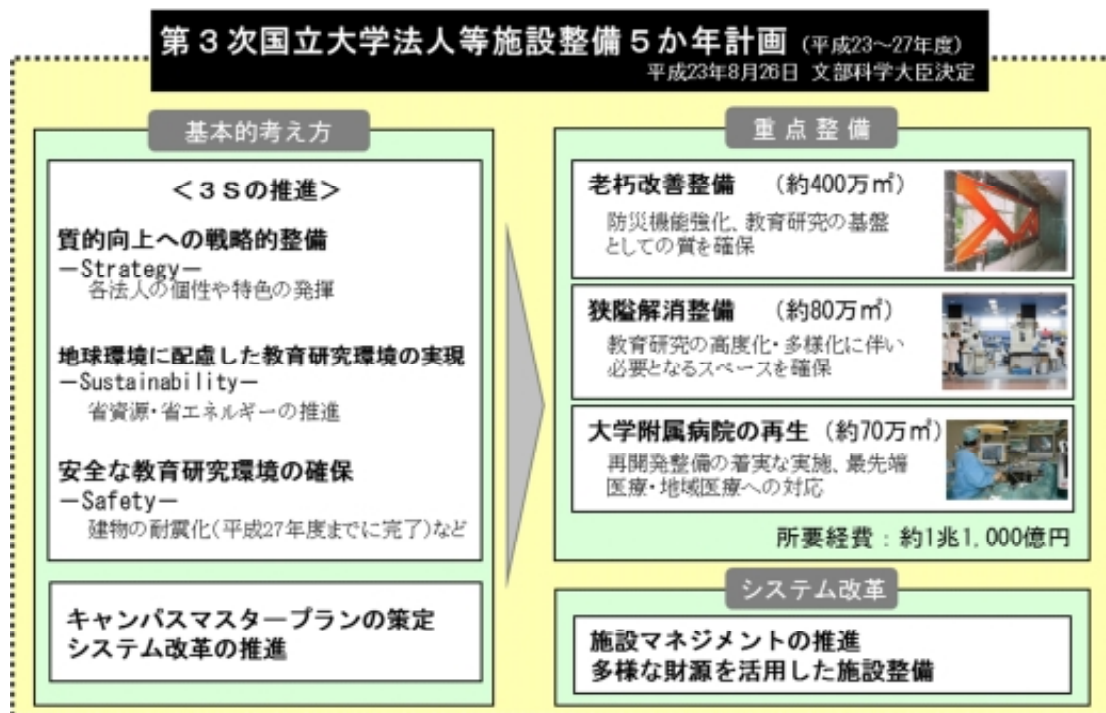 第3次国立大学法人等施設整備5か年計画 (平成23～27年度)
平成23年8月26日 文部科学大臣決定
基本的考え方
＜3Sの推進＞
質的向上への戦略的整備
－Strategy－
各法人の個性や特色の発揮
地球環境に配慮した教育研究環境の実現
－Sustainability－
省資源・省エネルギーの推進
安全な教育研究環境の確保
－Safety－
建物の耐震化(平成27年度までに完了)など
キャンパスマスタープランの策定
システム改革の推進
重点整備
老朽改善整備 (約400万㎡)
防災機能強化、教育研究の基盤
としての質を確保
狭隘解消整備 (約80万㎡)
教育研究の高度化・多様化に伴い
必要となるスペースを確保
大学附属病院の再生 (約70万㎡)
再開発整備の着実な実施、最先端
医療・地域医療への対応
所要経費：約1兆1,000億円
システム改革
施設マネジメントの推進
多様な財源を活用した施設整備